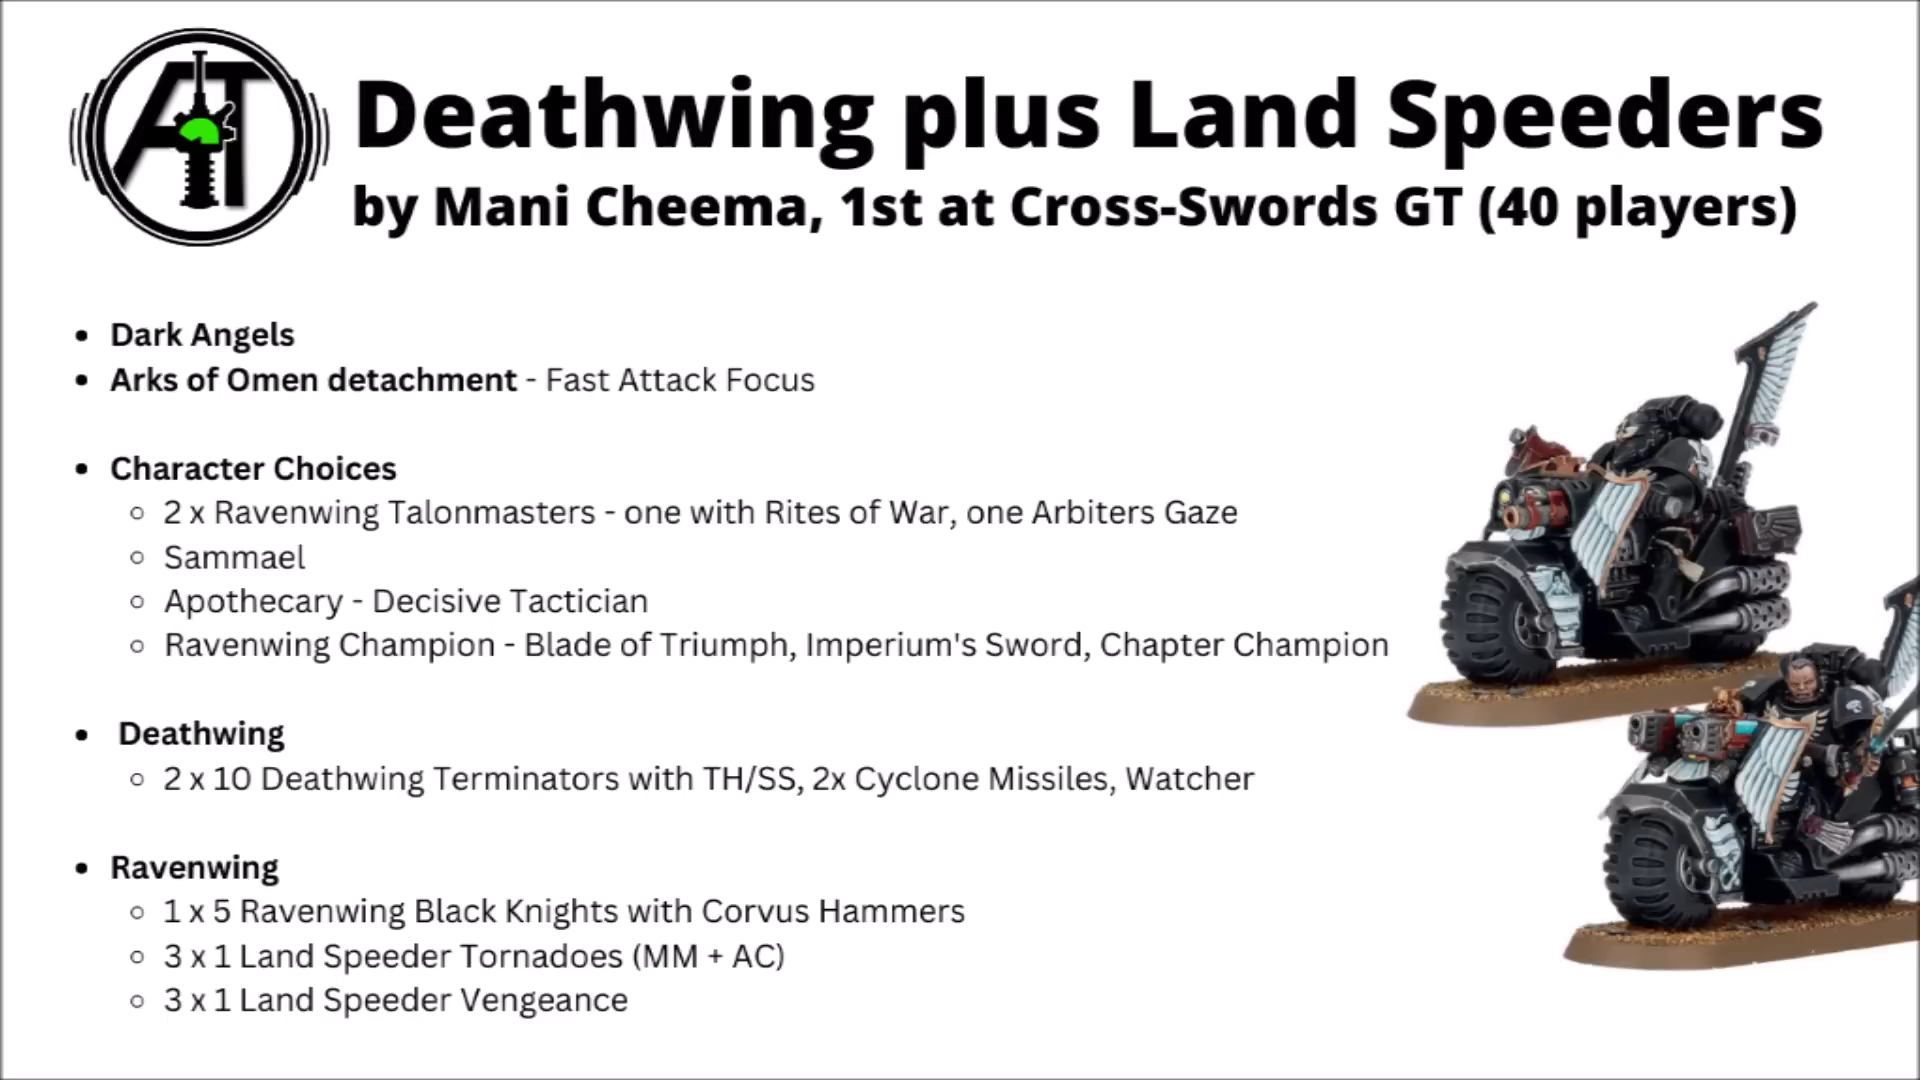 AT
Deathwing plus Land Speeders
by Mani Cheema, 1st at Cross-Swords GT (40 players)
• Dark Angels
• Arks of Omen detachment - Fast Attack Focus
• Character Choices
○ 2 x Ravenwing Talonmasters - one with Rites of War, one Arbiters Gaze
○ Sammael
○ Apothecary - Decisive Tactician
○ Ravenwing Champion - Blade of Triumph, Imperium's Sword, Chapter Champion
• Deathwing
○ 2 x 10 Deathwing Terminators with TH/SS, 2x Cyclone Missiles, Watcher
• Ravenwing
○ 1 x 5 Ravenwing Black Knights with Corvus Hammers
○ 3 x 1 Land Speeder Tornadoes (MM + AC)
○ 3 x 1 Land Speeder Vengeance